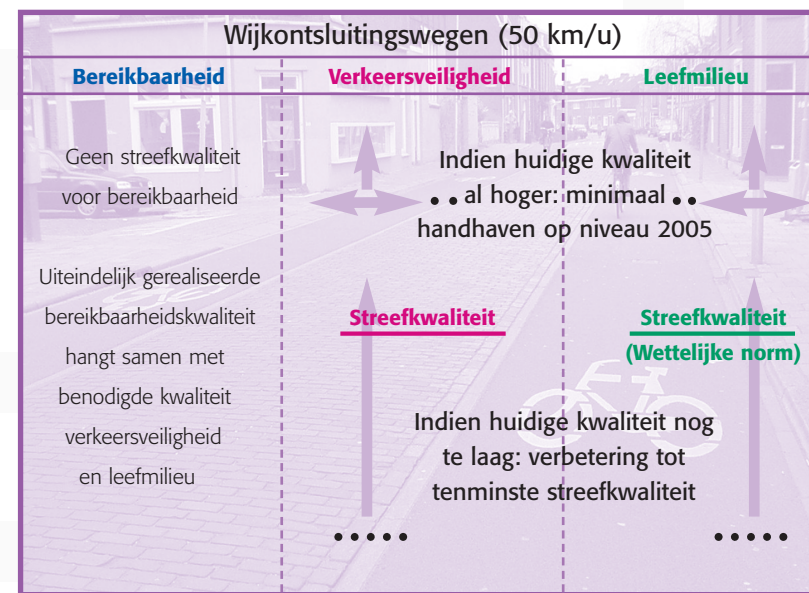 Wijkontsluitingswegen (50 km/u)
Bereikbaarheid
Verkeersveiligheid
Leefmilieu
Geen streefkwaliteit
voor bereikbaarheid
Uiteindelijk gerealiseerde
bereikbaarheidskwaliteit
hangt samen met
benodigde kwaliteit
verkeersveiligheid
en leefmilieu
Indien huidige kwaliteit
al hoger: minimaal
handhaven op niveau 2005
Streefkwaliteit
Streefkwaliteit
(Wettelijke norm)
Indien huidige kwaliteit nog
te laag: verbetering tot
tenminste streefkwaliteit